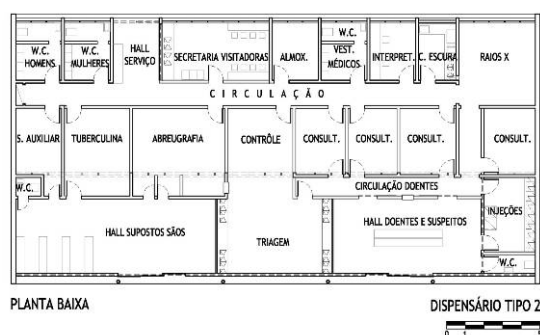 W.C.
HOMENS
W.C.
MULHERES
HALL
SERVIÇO
SECRETARIA VISITADORAS
ALMOX.
W.C.
VEST.
MÉDICOS
INTERPRET.
C. ESCURA
RAIOS X
CIRCULAÇÃO
S. AUXILIAR
TUBERCULINA
ABREUGRAFIA
CONTRÔLE
CONSULT.
CONSULT.
CONSULT.
CONSULT.
W.C.
CIRCULAÇÃO DOENTES
HALL SUPOSTOS SÃOS
TRIAGEM
HALL DOENTES E SUSPEITOS
INJEÇÕES
W.C.
PLANTA BAIXA
DISPENSÁRIO TIPO 2